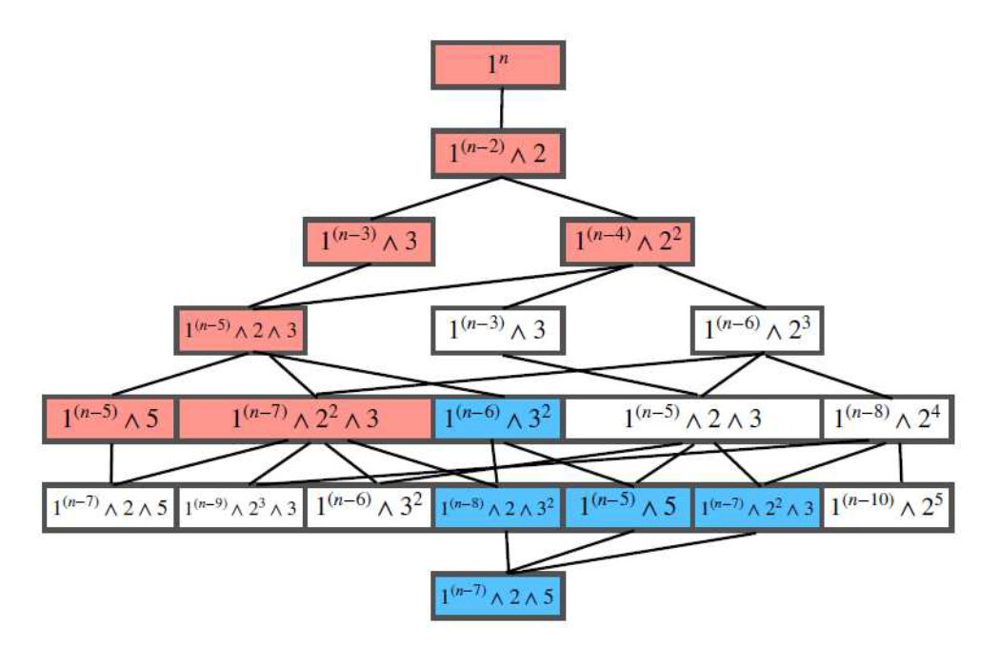 1^{n}
1^{(n−2)} ∧ 2
1^{(n−3)} ∧ 3 1^{(n−4)} ∧ 2^{2}
1^{(n−5)} ∧ 2 ∧ 3 1^{(n−3)} ∧ 3 1^{(n−6)} ∧ 2^{3}
1^{(n−5)} ∧ 5 1^{(n−7)} ∧ 2^{2} ∧ 3 1^{(n−6)} ∧ 3^{2} 1^{(n−5)} ∧ 2 ∧ 3 1^{(n−8)} ∧ 2^{4}
1^{(n−7)} ∧ 2 ∧ 5 1^{(n−9)} ∧ 2^{3} ∧ 3 1^{(n−6)} ∧ 3^{2} 1^{(n−8)} ∧ 2 ∧ 3^{2} 1^{(n−5)} ∧ 5 1^{(n−7)} ∧ 2^{2} ∧ 3 1^{(n−10)} ∧ 2^{5}
1^{(n−7)} ∧ 2 ∧ 5